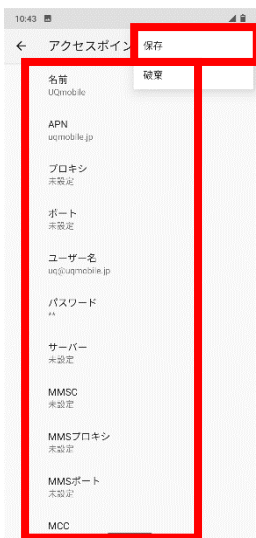 10:43
アクセスポイン
保存
破棄
名前
UQmobile
APN
uqmobile.jp
プロキシ
未設定
ポート
未設定
ユーザー名
uq@uqmobile.jp
パスワード
**
サーバー
未設定
MMSC
未設定
MMSプロキシ
未設定
MMSポート
未設定
MCC